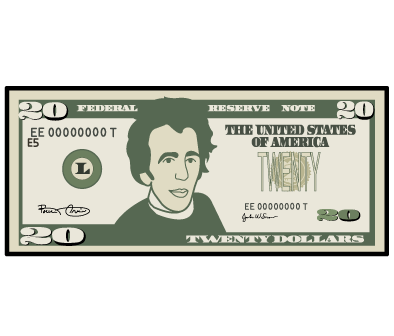 20 FEDERAL RESERVE NOTE 20
EE 00000000 T
E5
THE UNITED STATES
OF AMERICA
L
TWENTY
20
EE 00000000 T
20
20
TWENTY DOLLARS